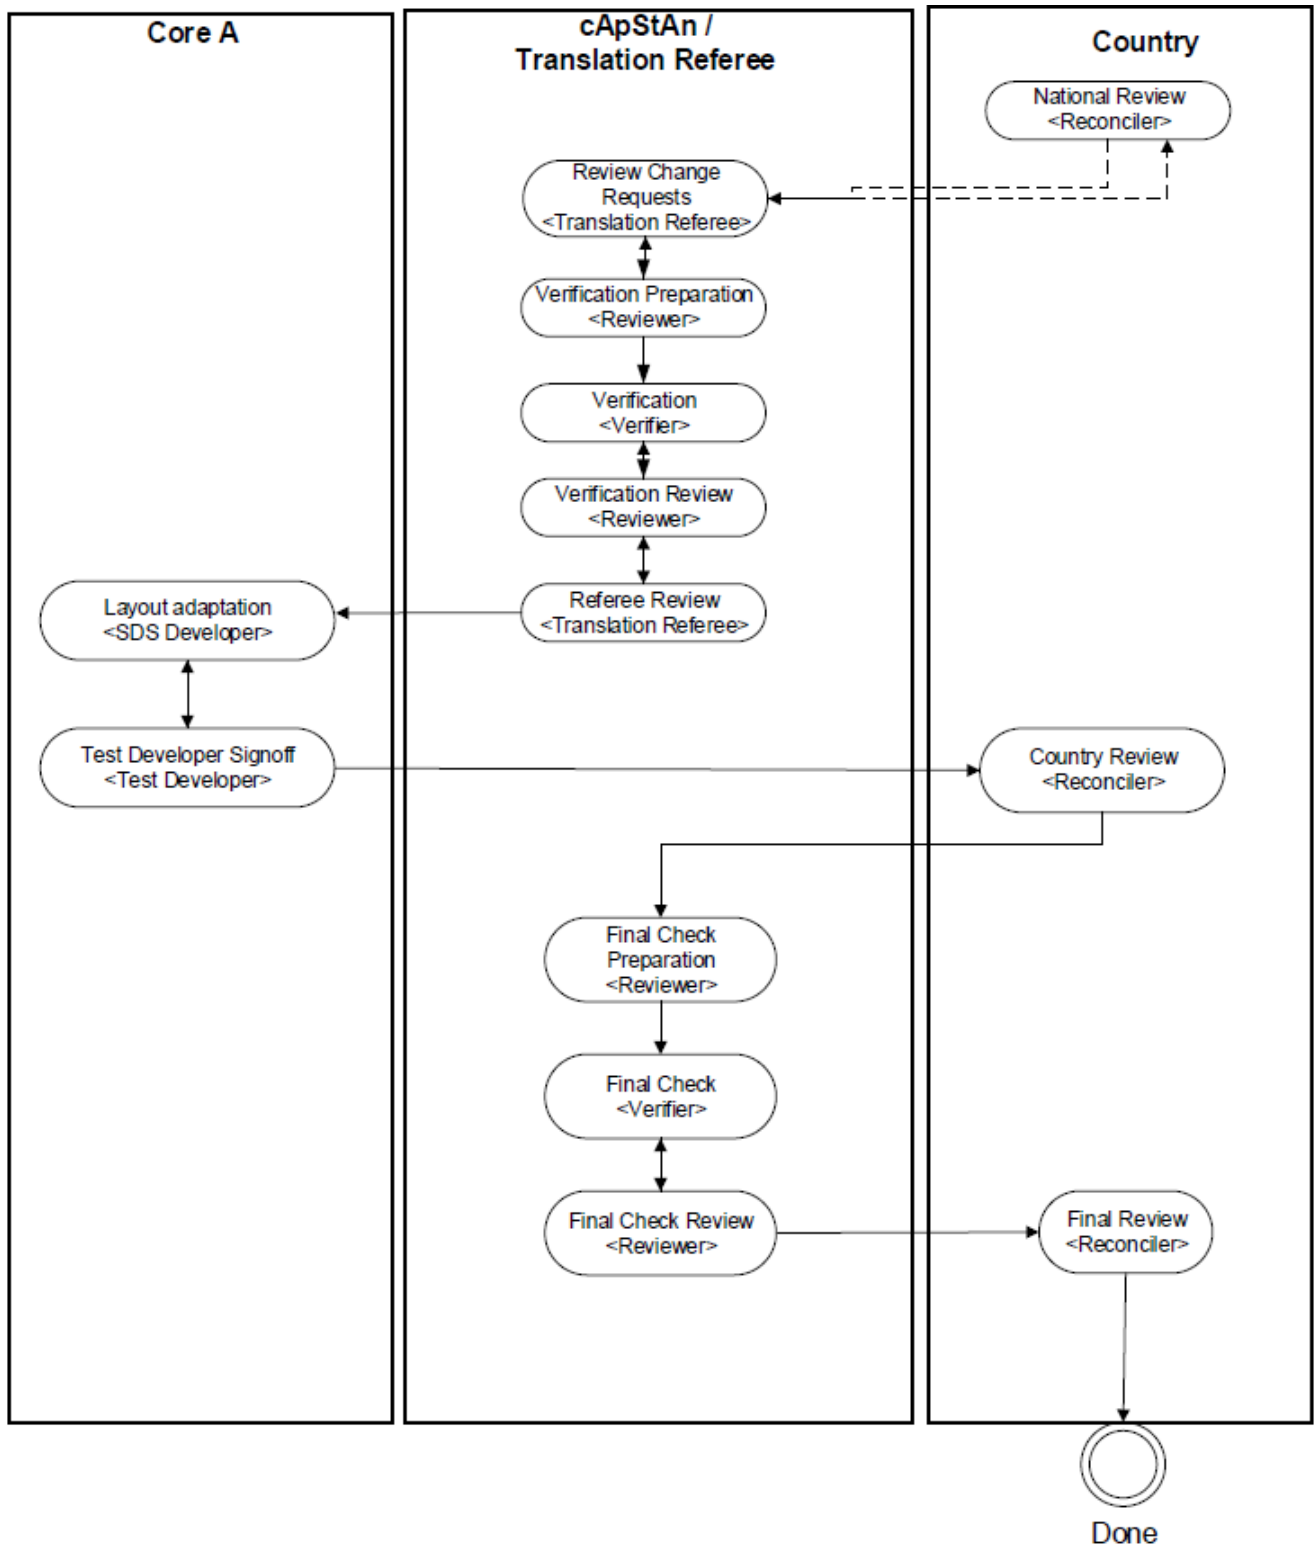 Core A
cApStAn /
Translation Referee
Country
National Review
<Reconciler>
Review Change
Requests
<Translation Referee>
Verification Preparation
<Reviewer>
Verification
<Verifier>
Verification Review
<Reviewer>
Layout adaptation
<SDS Developer>
Referee Review
<Translation Referee>
Test Developer Signoff
<Test Developer>
Country Review
<Reconciler>
Final Check
Preparation
<Reviewer>
Final Check
<Verifier>
Final Check Review
<Reviewer>
Final Review
<Reconciler>
Done